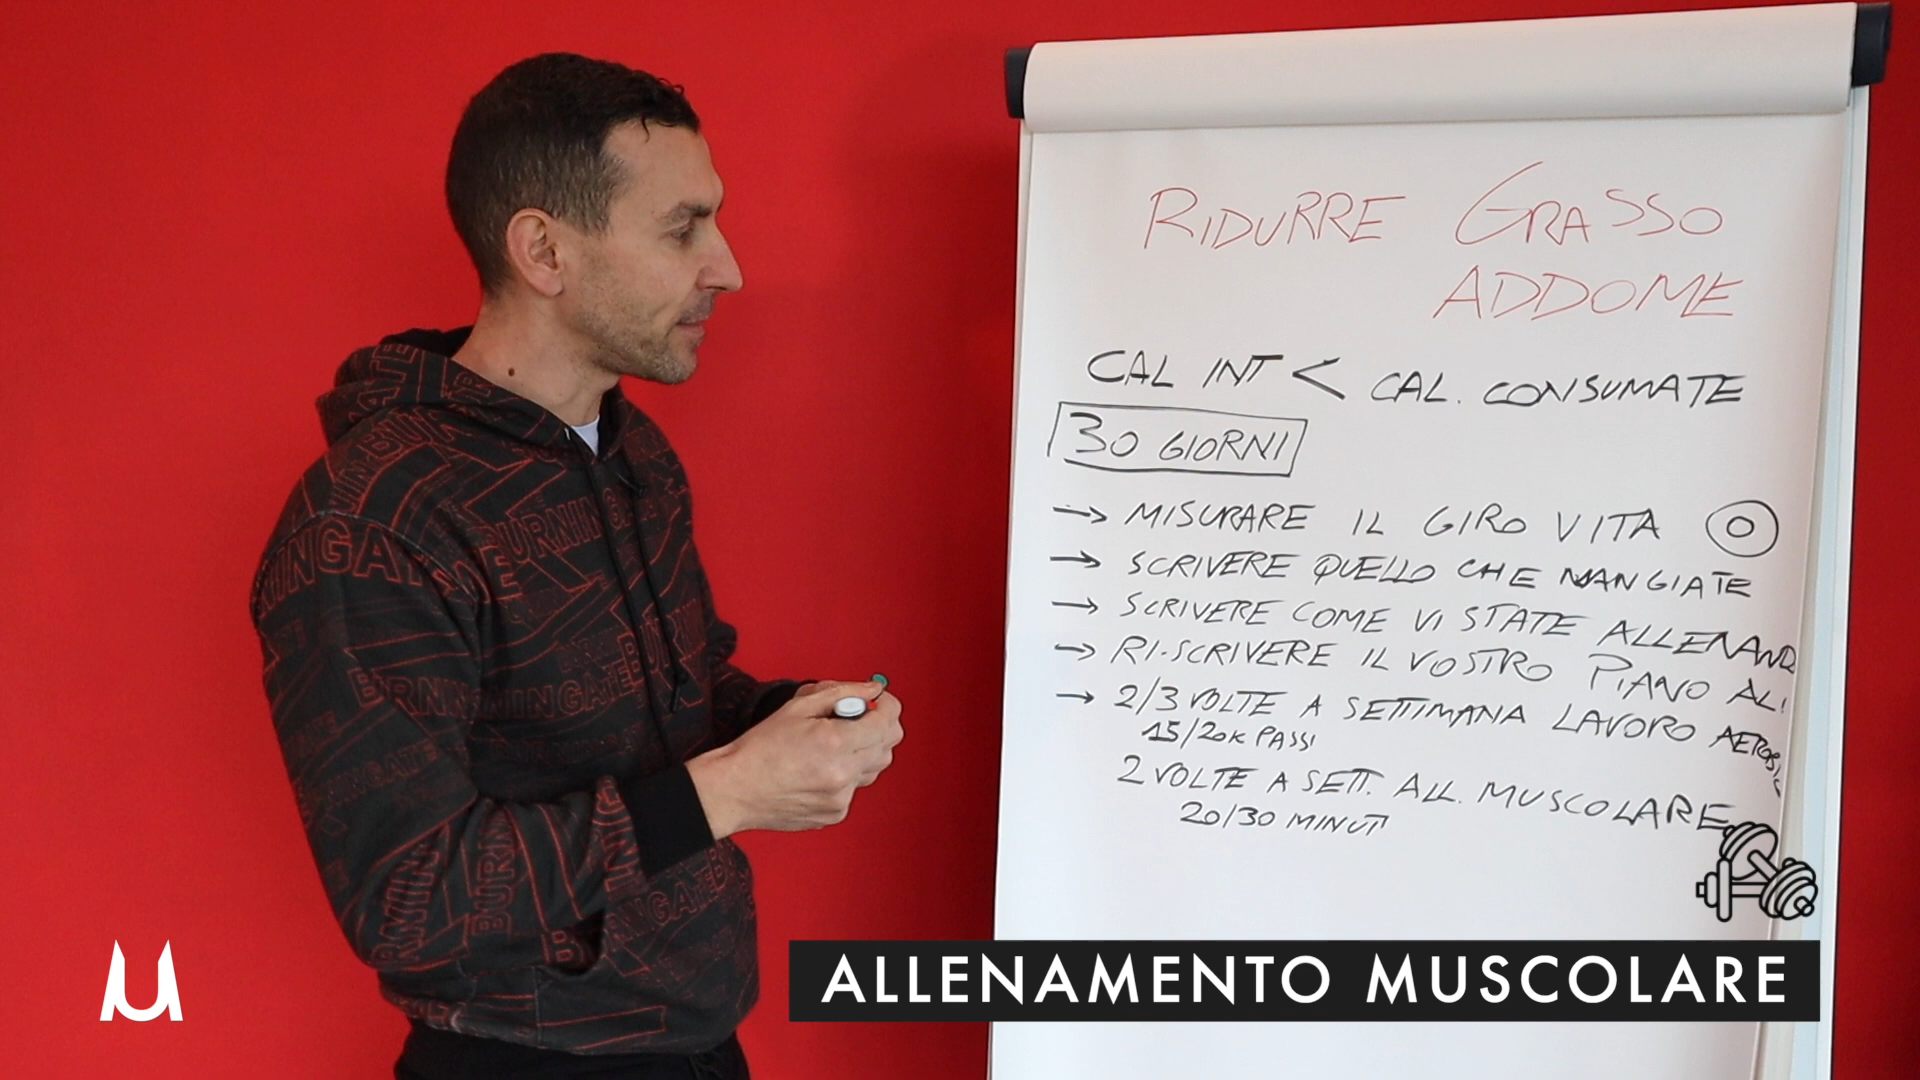 RIDURRE GRASSO
ADDOME
CAL INT < CAL. CONSUMATE
30 GIORNI
→ MISURARE IL GIRO VITA
→ SCRIVERE QUELLO CHE MANGIATE
→ SCRIVERE COME VI STATE ALLENANDO
→ RI-SCRIVERE IL VOSTRO PIANO AL.
→ 2/3 VOLTE A SETTIMANA LAVORO AEROBIC
15/20K PASSI
2 VOLTE A SETT. ALL. MUSCOLARE
20/30 MINUTI
ALLENAMENTO MUSCOLARE
BURNINGATE